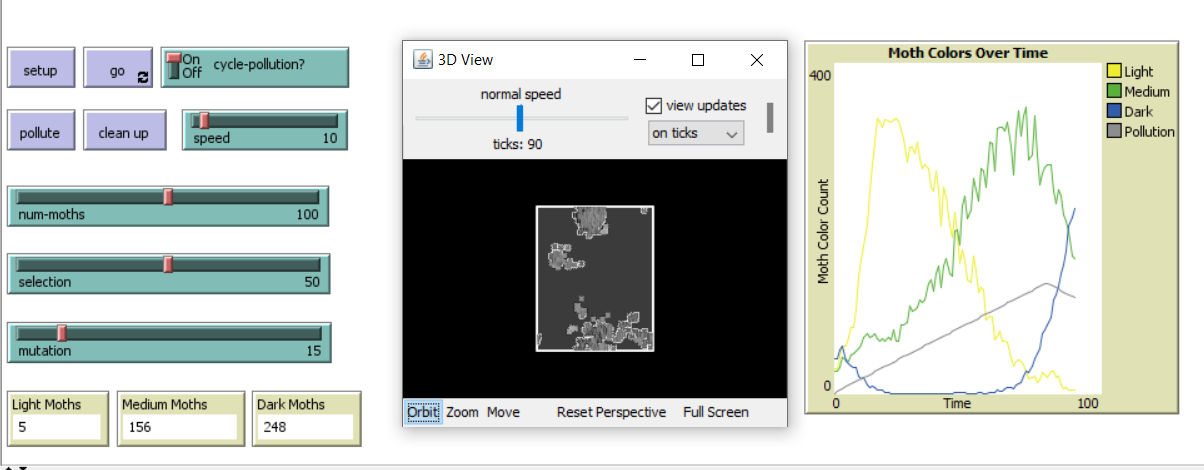 setup
go
On
Off
cycle-pollution?
pollute
clean up
speed 10
num-moths 100
selection 50
mutation 15
Light Moths
5
Medium Moths
156
Dark Moths
248
3D View
normal speed
view updates
on ticks
ticks: 90
Orbit Zoom Move Reset Perspective Full Screen
Moth Colors Over Time
400
Moth Color Count
0
0 Time 100
Light
Medium
Dark
Pollution